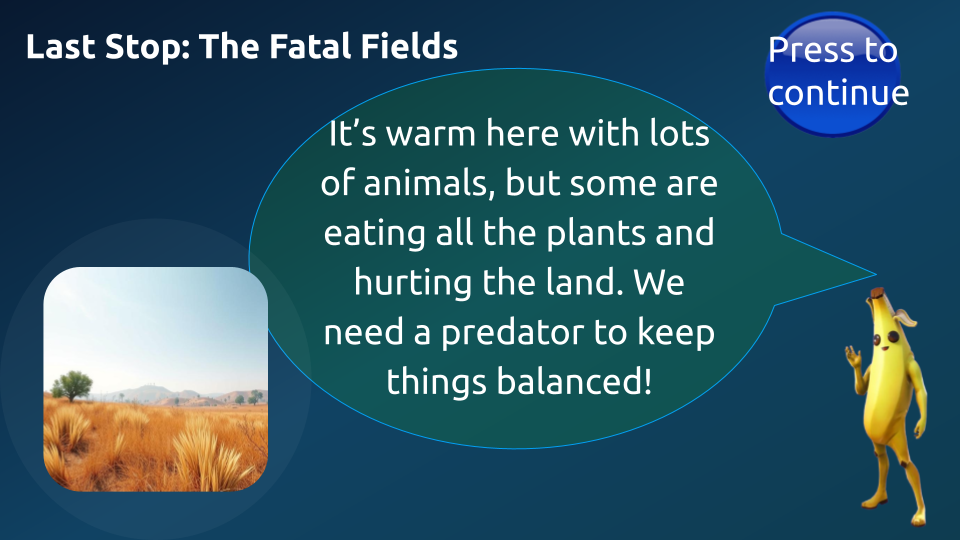 Last Stop: The Fatal Fields
Press to
continue
It’s warm here with lots
of animals, but some are
eating all the plants and
hurting the land. We
need a predator to keep
things balanced!